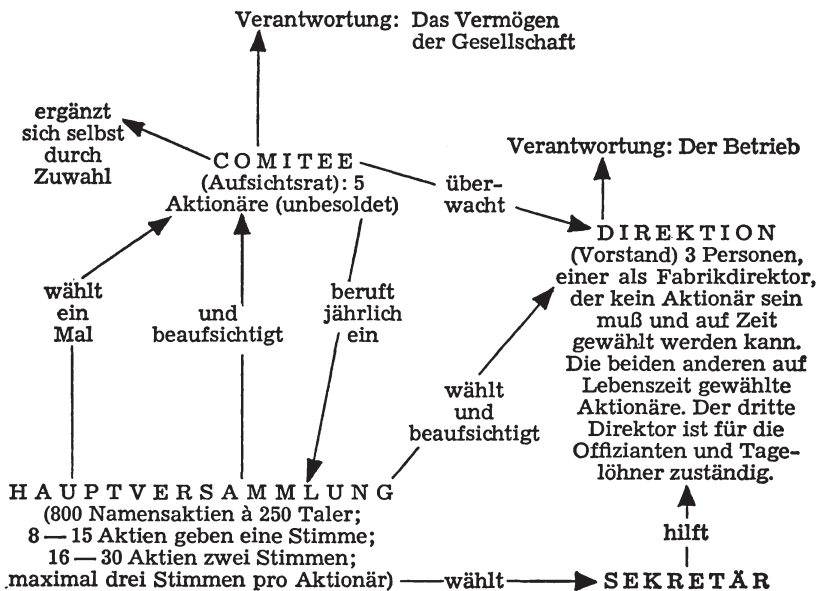 Verantwortung: Das Vermögen
der Gesellschaft
ergänzt
sich selbst
durch
Zuwahl
COMITEE
(Aufsichtsrat): 5
Aktionäre (unbesoldet)
über-
wacht
Verantwortung: Der Betrieb
DIREKTION
(Vorstand) 3 Personen,
einer als Fabrikdirektor,
der kein Aktionär sein
muß und auf Zeit
gewählt werden kann.
Die beiden anderen auf
Lebenszeit gewählte
Aktionäre. Der dritte
Direktor ist für die
Offizianten und Tage-
löhner zuständig.
wählt
ein
Mal
und
beaufsichtigt
beruft
jährlich
ein
wählt
und
beaufsichtigt
HAUPTVERSAMMLUNG
(800 Namensaktien à 250 Taler;
8 — 15 Aktien geben eine Stimme;
16 — 30 Aktien zwei Stimmen;
maximal drei Stimmen pro Aktionär)
wählt
hilft
SEKRETÄR